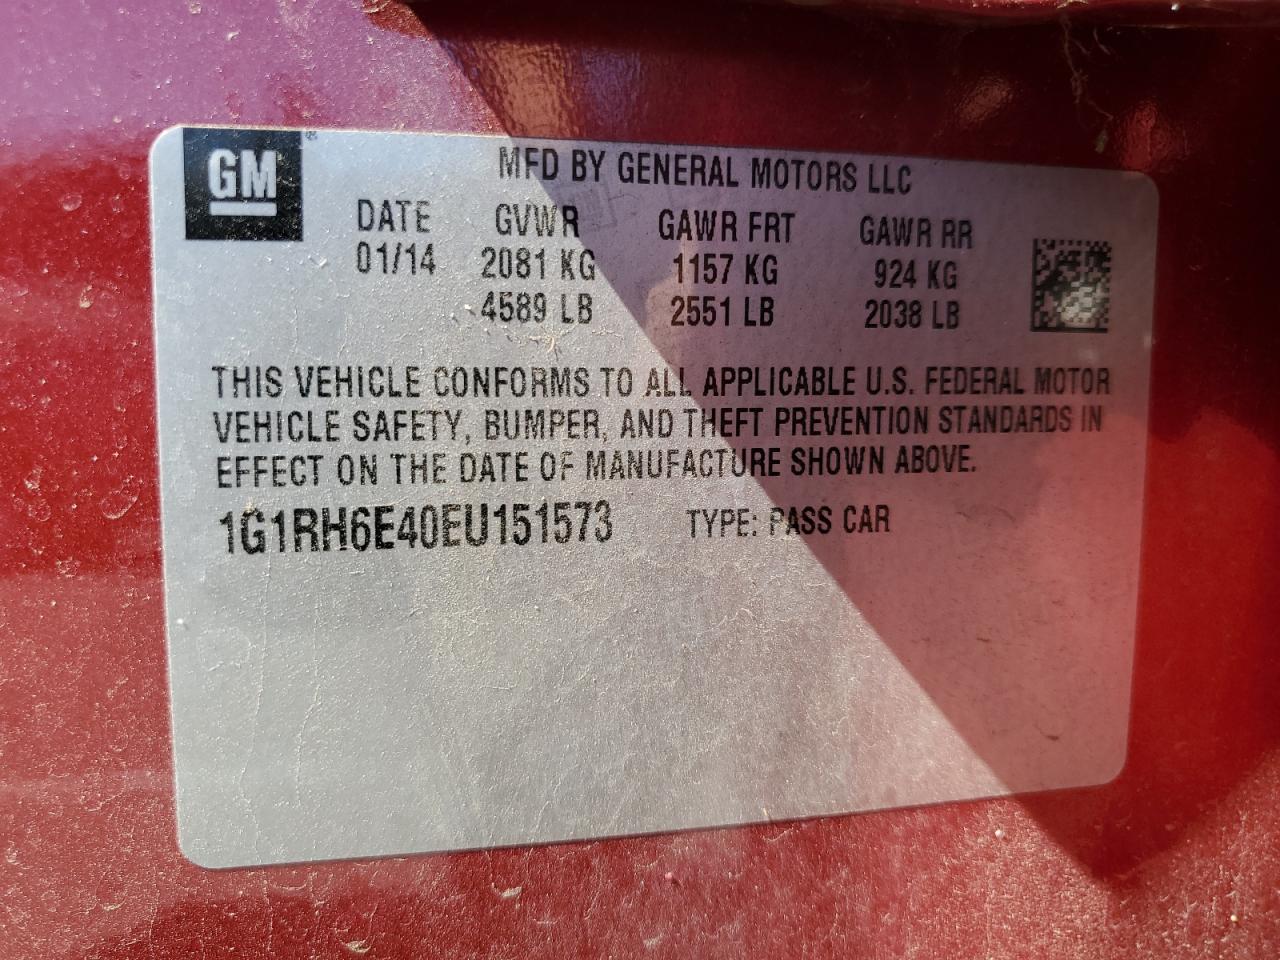 GM ®
MFD BY GENERAL MOTORS LLC
DATE GVWR GAWR FRT GAWR RR
01/14 2081 KG 1157 KG 924 KG
4589 LB 2551 LB 2038 LB
THIS VEHICLE CONFORMS TO ALL APPLICABLE U.S. FEDERAL MOTOR
VEHICLE SAFETY, BUMPER, AND THEFT PREVENTION STANDARDS IN
EFFECT ON THE DATE OF MANUFACTURE SHOWN ABOVE.
1G1RH6E40EU151573 TYPE: PASS CAR